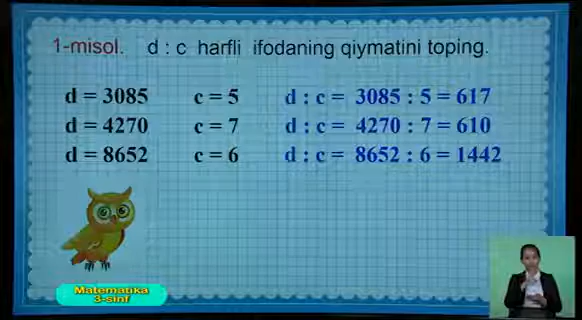 1-misol. d : c harfli ifodaning qiymatini toping.
d = 3085 c = 5 d : c = 3085 : 5 = 617
d = 4270 c = 7 d : c = 4270 : 7 = 610
d = 8652 c = 6 d : c = 8652 : 6 = 1442
Matematika
3-sinf